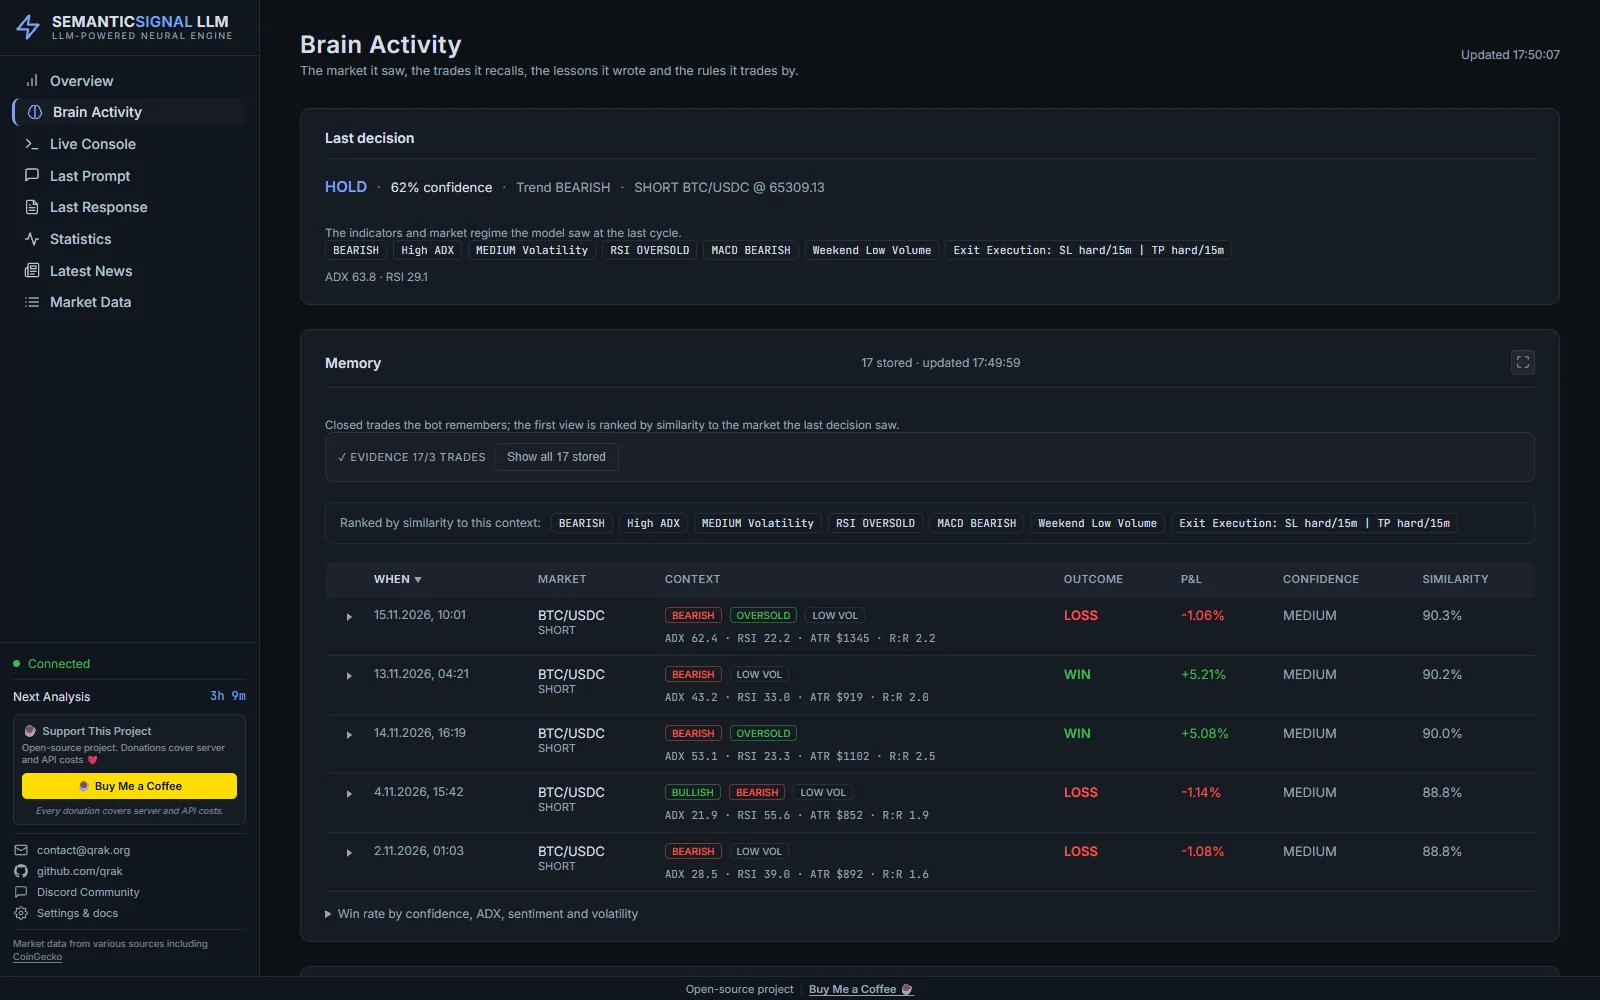 SEMANTICSIGNAL LLM
LLM-POWERED NEURAL ENGINE
Overview
Brain Activity
Live Console
Last Prompt
Last Response
Statistics
Latest News
Market Data
Connected
Next Analysis 3h 9m
Support This Project
Open-source project. Donations cover server
and API costs
Buy Me a Coffee
Every donation covers server and API costs.
contact@qrak.org
github.com/qrak
Discord Community
Settings & docs
Market data from various sources including
CoinGecko
Brain Activity
The market it saw, the trades it recalls, the lessons it wrote and the rules it trades by.
Updated 17:50:07
Last decision
HOLD · 62% confidence · Trend BEARISH · SHORT BTC/USDC @ 65309.13
The indicators and market regime the model saw at the last cycle.
BEARISH High ADX MEDIUM Volatility RSI OVERSOLD MACD BEARISH Weekend Low Volume Exit Execution: SL hard/15m | TP hard/15m
ADX 63.8 · RSI 29.1
Memory 17 stored · updated 17:49:59
Closed trades the bot remembers; the first view is ranked by similarity to the market the last decision saw.
✓ EVIDENCE 17/3 TRADES Show all 17 stored
Ranked by similarity to this context: BEARISH High ADX MEDIUM Volatility RSI OVERSOLD MACD BEARISH Weekend Low Volume Exit Execution: SL hard/15m | TP hard/15m
WHEN ▼ MARKET CONTEXT OUTCOME P&L CONFIDENCE SIMILARITY
15.11.2026, 10:01 BTC/USDC BEARISH OVERSOLD LOW VOL LOSS -1.06% MEDIUM 90.3%
SHORT ADX 62.4 · RSI 22.2 · ATR $1345 · R:R 2.2
13.11.2026, 04:21 BTC/USDC BEARISH LOW VOL WIN +5.21% MEDIUM 90.2%
SHORT ADX 43.2 · RSI 33.0 · ATR $919 · R:R 2.0
14.11.2026, 16:19 BTC/USDC BEARISH OVERSOLD WIN +5.08% MEDIUM 90.0%
SHORT ADX 53.1 · RSI 23.3 · ATR $1102 · R:R 2.5
4.11.2026, 15:42 BTC/USDC BULLISH BEARISH LOW VOL LOSS -1.14% MEDIUM 88.8%
SHORT ADX 21.9 · RSI 55.6 · ATR $852 · R:R 1.9
2.11.2026, 01:03 BTC/USDC BEARISH LOW VOL LOSS -1.08% MEDIUM 88.8%
SHORT ADX 28.5 · RSI 39.0 · ATR $892 · R:R 1.6
Win rate by confidence, ADX, sentiment and volatility
Open-source project | Buy Me a Coffee